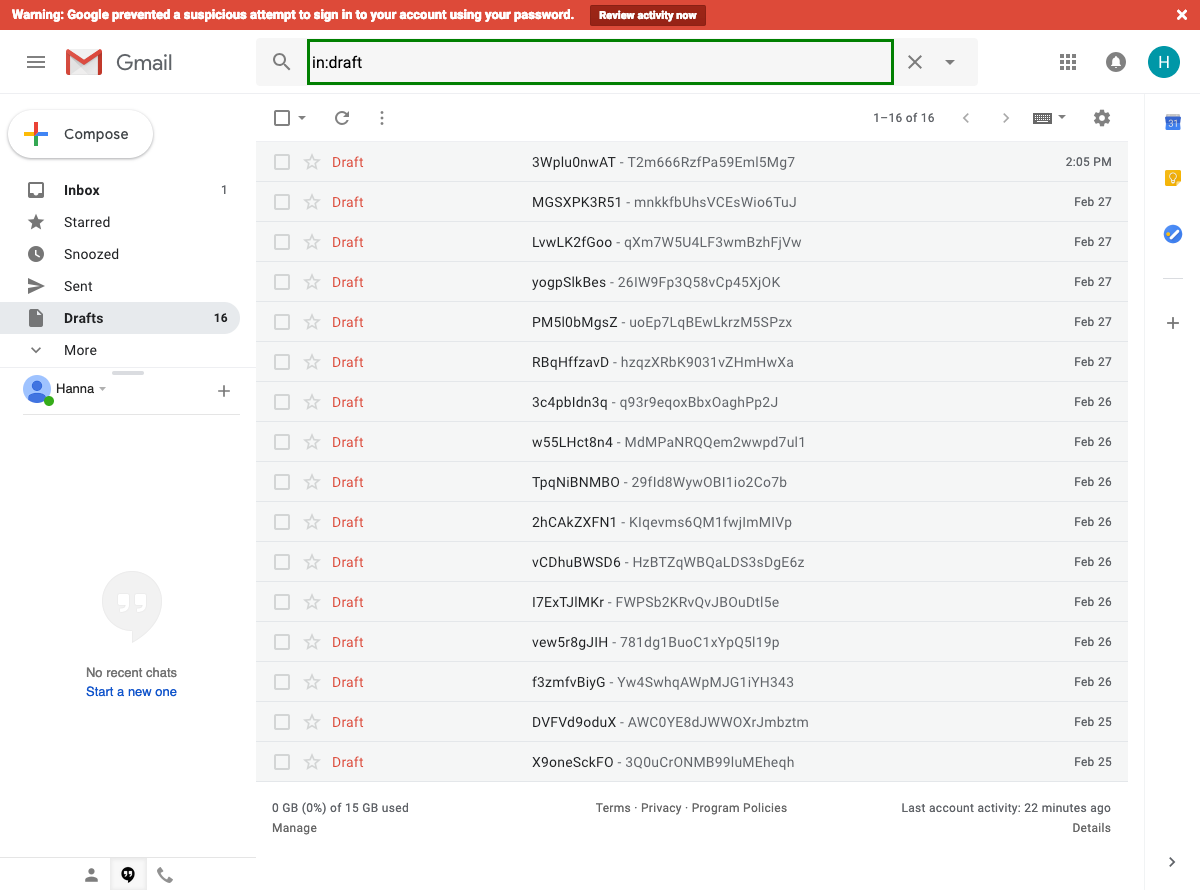 Warning: Google prevented a suspicious attempt to sign in to your account using your password. Review activity now
Gmail
in:draft
H
Compose
1–16 of 16
31
Inbox 1
Starred
Snoozed
Sent
Drafts 16
More
Hanna
No recent chats
Start a new one
Draft 3Wplu0nwAT - T2m666RzfPa59Eml5Mg7 2:05 PM
Draft MGSXPK3R51 - mnkkfbUhsVCEsWio6TuJ Feb 27
Draft LvwLK2fGoo - qXm7W5U4LF3wmBzhFjVw Feb 27
Draft yogpSlkBes - 26IW9Fp3Q58vCp45XjOK Feb 27
Draft PM5l0bMgsZ - uoEp7LqBEwLkrzM5SPzx Feb 27
Draft RBqHffzavD - hzqzXRbK9031vZHmHwXa Feb 27
Draft 3c4pbIdn3q - q93r9eqoxBbxOaghPp2J Feb 26
Draft w55LHct8n4 - MdMPaNRQQem2wwpd7ul1 Feb 26
Draft TpqNiBNMBO - 29fId8WywOBI1io2Co7b Feb 26
Draft 2hCAkZXFN1 - KIqevms6QM1fwjImMIVp Feb 26
Draft vCDhuBWSD6 - HzBTZqWBQaLDS3sDgE6z Feb 26
Draft I7ExTJlMKr - FWPSb2KRvQvJBOuDtl5e Feb 26
Draft vew5r8gJIH - 781dg1BuoC1xYpQ5l19p Feb 26
Draft f3zmfvBiyG - Yw4SwhqAWpMJG1iYH343 Feb 26
Draft DVFVd9oduX - AWC0YE8dJWWOXrJmbztm Feb 25
Draft X9oneSckFO - 3Q0uCrONMB99luMEheqh Feb 25
0 GB (0%) of 15 GB used
Manage
Terms · Privacy · Program Policies
Last account activity: 22 minutes ago
Details